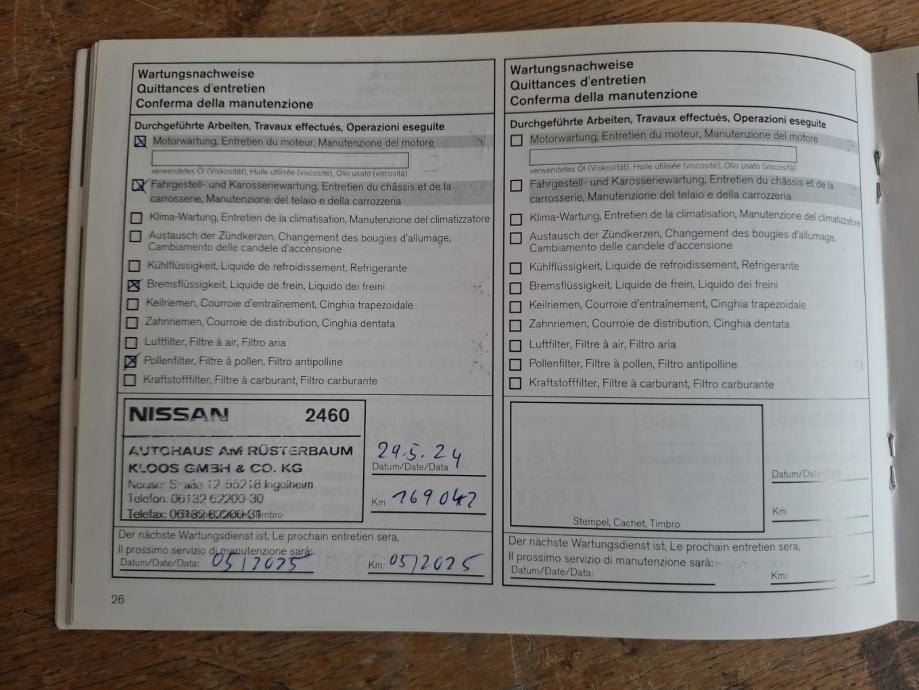 Wartungsnachweise
Quittances d'entretien
Conferma della manutenzione
Durchgeführte Arbeiten, Travaux effectués, Operazioni eseguite
Motorwartung, Entretien du moteur, Manutenzione del motore
verwendetes Öl (Viskosität), Huile utilisée (viscosité), Olio usato (viscosità)
Fahrgestell- und Karosseriewartung, Entretien du châssis et de la
carrosserie, Manutenzione del telaio e della carrozzeria
Klima-Wartung, Entretien de la climatisation, Manutenzione del climatizzatore
Austausch der Zündkerzen, Changement des bougies d'allumage,
Cambiamento delle candele d'accensione
Kühlflüssigkeit, Liquide de refroidissement, Refrigerante
Bremsflüssigkeit, Liquide de frein, Liquido dei freini
Keilriemen, Courroie d'entraînement, Cinghia trapezoidale
Zahnriemen, Courroie de distribution, Cinghia dentata
Luftfilter, Filtre à air, Filtro aria
Pollenfilter, Filtre à pollen, Filtro antipolline
Kraftstofffilter, Filtre à carburant, Filtro carburante
NISSAN 2460
AUTOHAUS AM RÜSTERBAUM
KLOOS GMBH & CO. KG
Straße 12 55218 Ingelheim
Telefon: 06132 62200-30
Telefax: 06132 62200-31
29.5.24
Datum/Date/Data
Km 169042
Der nächste Wartungsdienst ist, Le prochain entretien sera,
Il prossimo servizio di manutenzione sarà:
Datum/Date/Data: 05/2025 Km: 05/2025
26
Wartungsnachweise
Quittances d'entretien
Conferma della manutenzione
Durchgeführte Arbeiten, Travaux effectués, Operazioni eseguite
Motorwartung, Entretien du moteur, Manutenzione del motore
verwendetes Öl (Viskosität), Huile utilisée (viscosité), Olio usato (viscosità)
Fahrgestell- und Karosseriewartung, Entretien du châssis et de la
carrosserie, Manutenzione del telaio e della carrozzeria
Klima-Wartung, Entretien de la climatisation, Manutenzione del climatizzatore
Austausch der Zündkerzen, Changement des bougies d'allumage,
Cambiamento delle candele d'accensione
Kühlflüssigkeit, Liquide de refroidissement, Refrigerante
Bremsflüssigkeit, Liquide de frein, Liquido dei freini
Keilriemen, Courroie d'entraînement, Cinghia trapezoidale
Zahnriemen, Courroie de distribution, Cinghia dentata
Luftfilter, Filtre à air, Filtro aria
Pollenfilter, Filtre à pollen, Filtro antipolline
Kraftstofffilter, Filtre à carburant, Filtro carburante
Stempel, Cachet, Timbro
Datum/Date/Data
Km
Der nächste Wartungsdienst ist, Le prochain entretien sera,
Il prossimo servizio di manutenzione sarà:
Datum/Date/Data: Km: